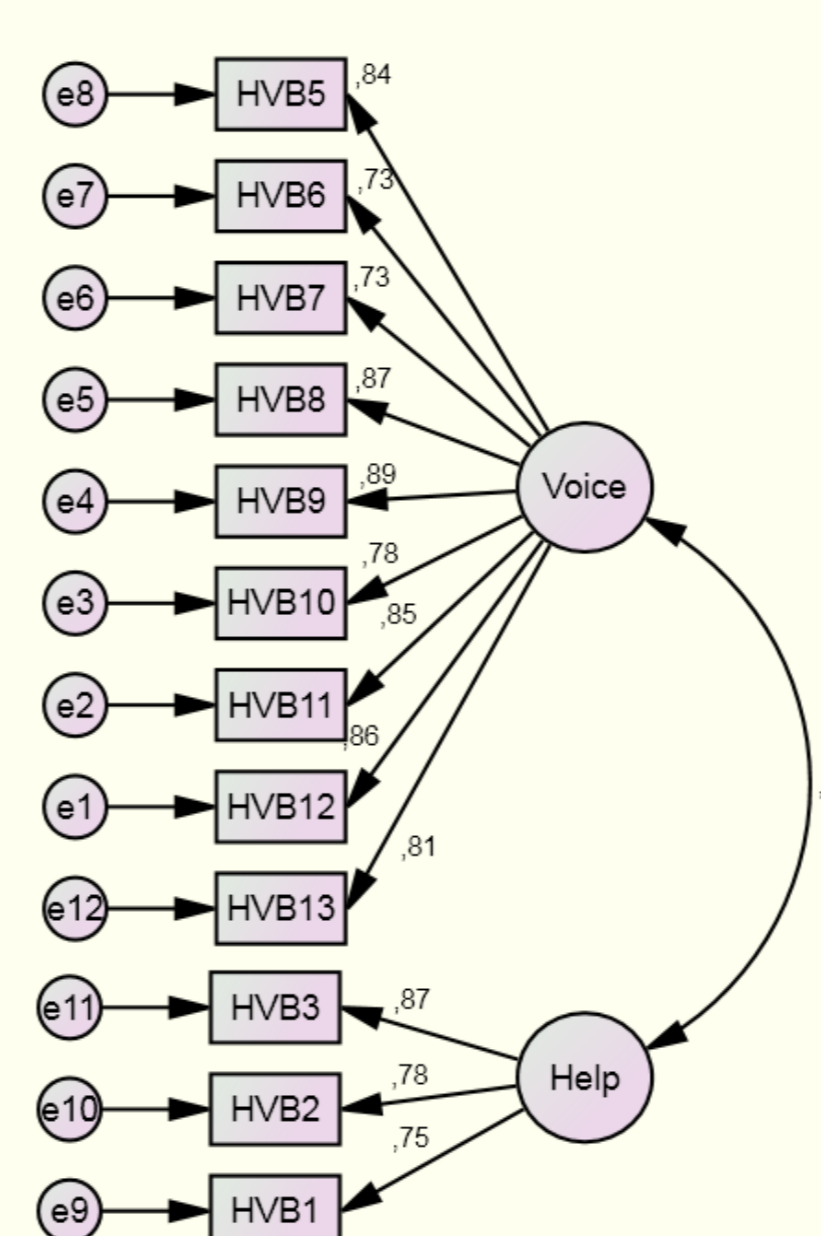 e8 HVB5 ,84
e7 HVB6 ,73
e6 HVB7 ,73
e5 HVB8 ,87
e4 HVB9 ,89
Voice
e3 HVB10 ,78
,85
e2 HVB11
,86
e1 HVB12
,81
e12 HVB13
e11 HVB3 ,87
Help
e10 HVB2 ,78
,75
e9 HVB1